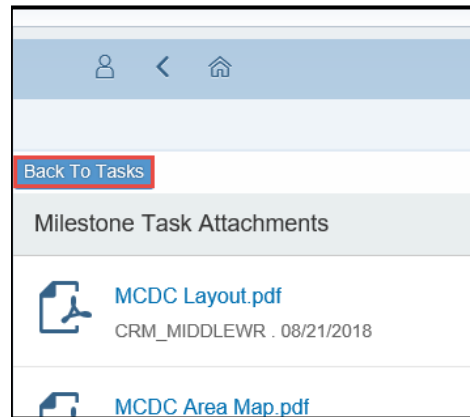 Back To Tasks
Milestone Task Attachments
MCDC Layout.pdf
CRM_MIDDLEWR . 08/21/2018
MCDC Area Map.pdf